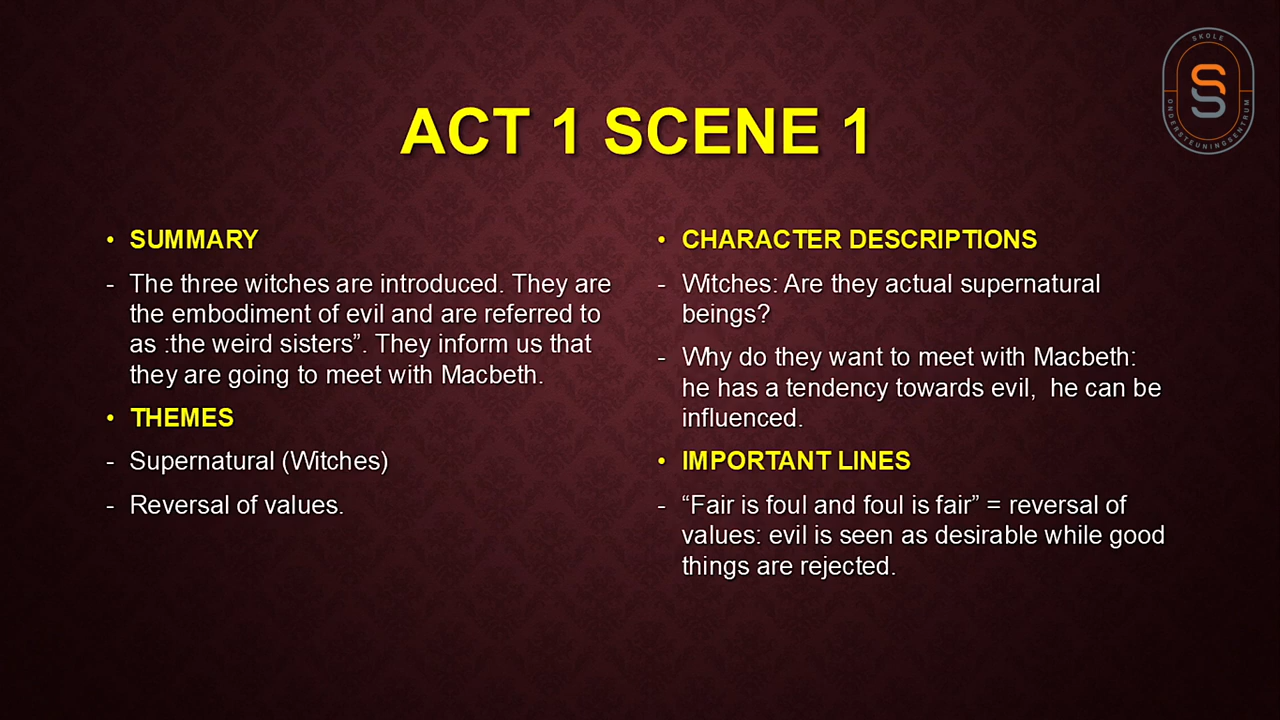 SKOLE
SS
ONDERSTEUNINGSENTRUM
ACT 1 SCENE 1
• SUMMARY
- The three witches are introduced. They are
the embodiment of evil and are referred to
as :the weird sisters”. They inform us that
they are going to meet with Macbeth.
• THEMES
- Supernatural (Witches)
- Reversal of values.
• CHARACTER DESCRIPTIONS
- Witches: Are they actual supernatural
beings?
- Why do they want to meet with Macbeth:
he has a tendency towards evil,  he can be
influenced.
• IMPORTANT LINES
- “Fair is foul and foul is fair” = reversal of
values: evil is seen as desirable while good
things are rejected.